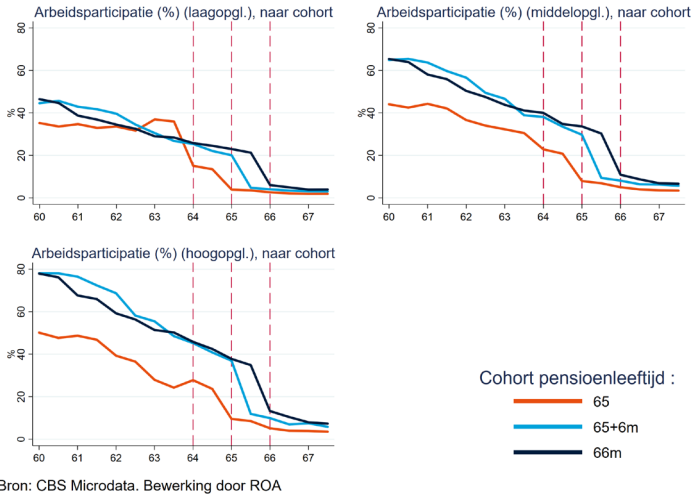 Arbeidsparticipatie (%) (laagopgl.), naar cohort
80
60
40
20
0
%
60 61 62 63 64 65 66 67
Arbeidsparticipatie (%) (middelopgl.), naar cohort
80
60
40
20
0
%
60 61 62 63 64 65 66 67
Arbeidsparticipatie (%) (hoogopgl.), naar cohort
80
60
40
20
0
%
60 61 62 63 64 65 66 67
Cohort pensioenleeftijd :
65
65+6m
66m
Bron: CBS Microdata. Bewerking door ROA